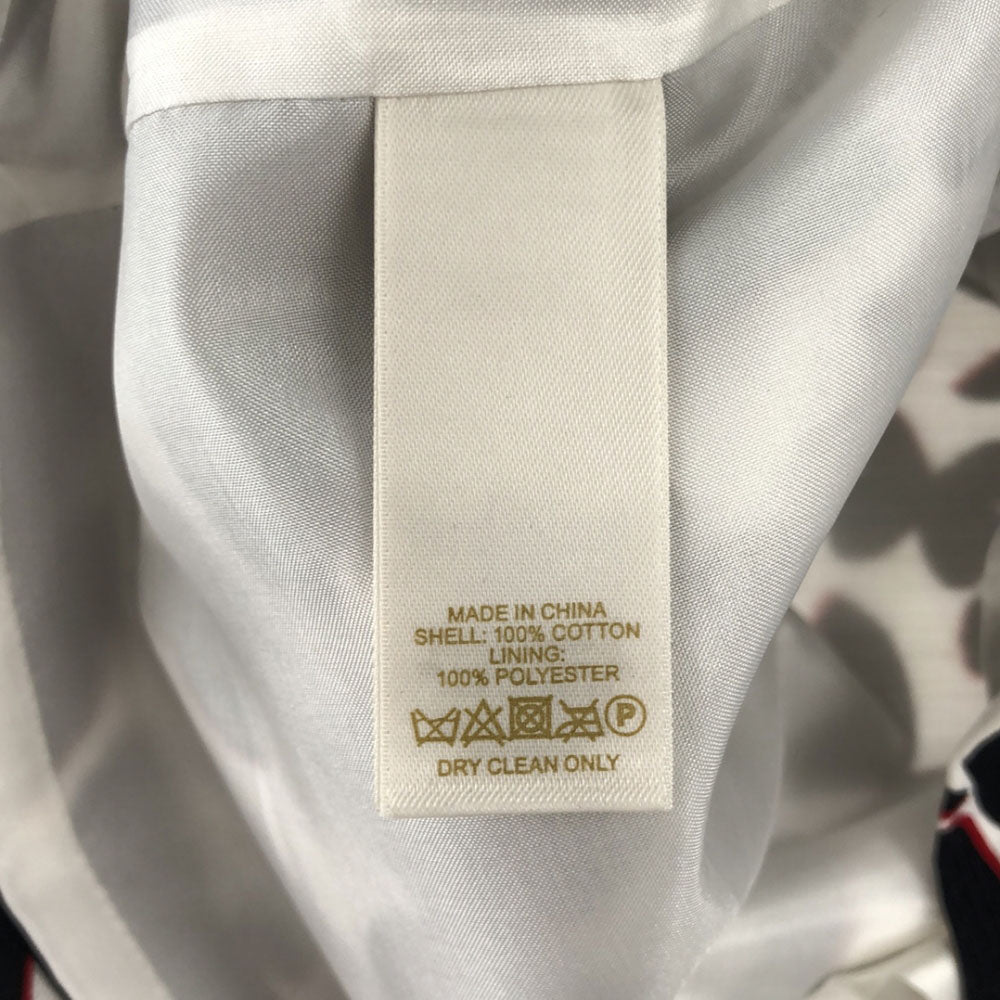 MADE IN CHINA
SHELL: 100% COTTON
LINING:
100% POLYESTER
P
DRY CLEAN ONLY